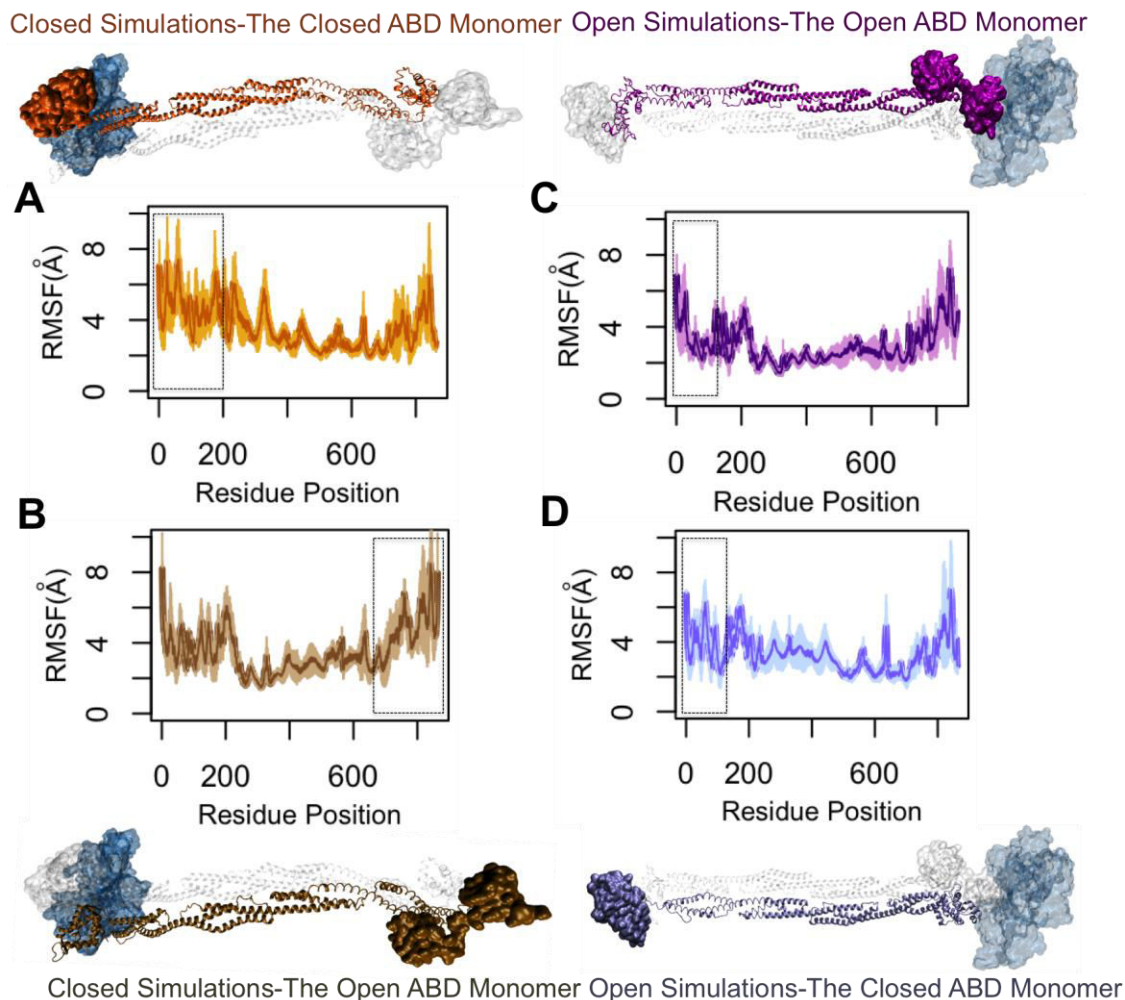 Closed Simulations-The Closed ABD Monomer
Open Simulations-The Open ABD Monomer
A
8
4
0
RMSF(Å)
0 200 600
Residue Position
C
8
4
0
RMSF(Å)
0 200 600
Residue Position
B
8
4
0
RMSF(Å)
0 200 600
Residue Position
D
8
4
0
RMSF(Å)
0 200 600
Residue Position
Closed Simulations-The Open ABD Monomer
Open Simulations-The Closed ABD Monomer